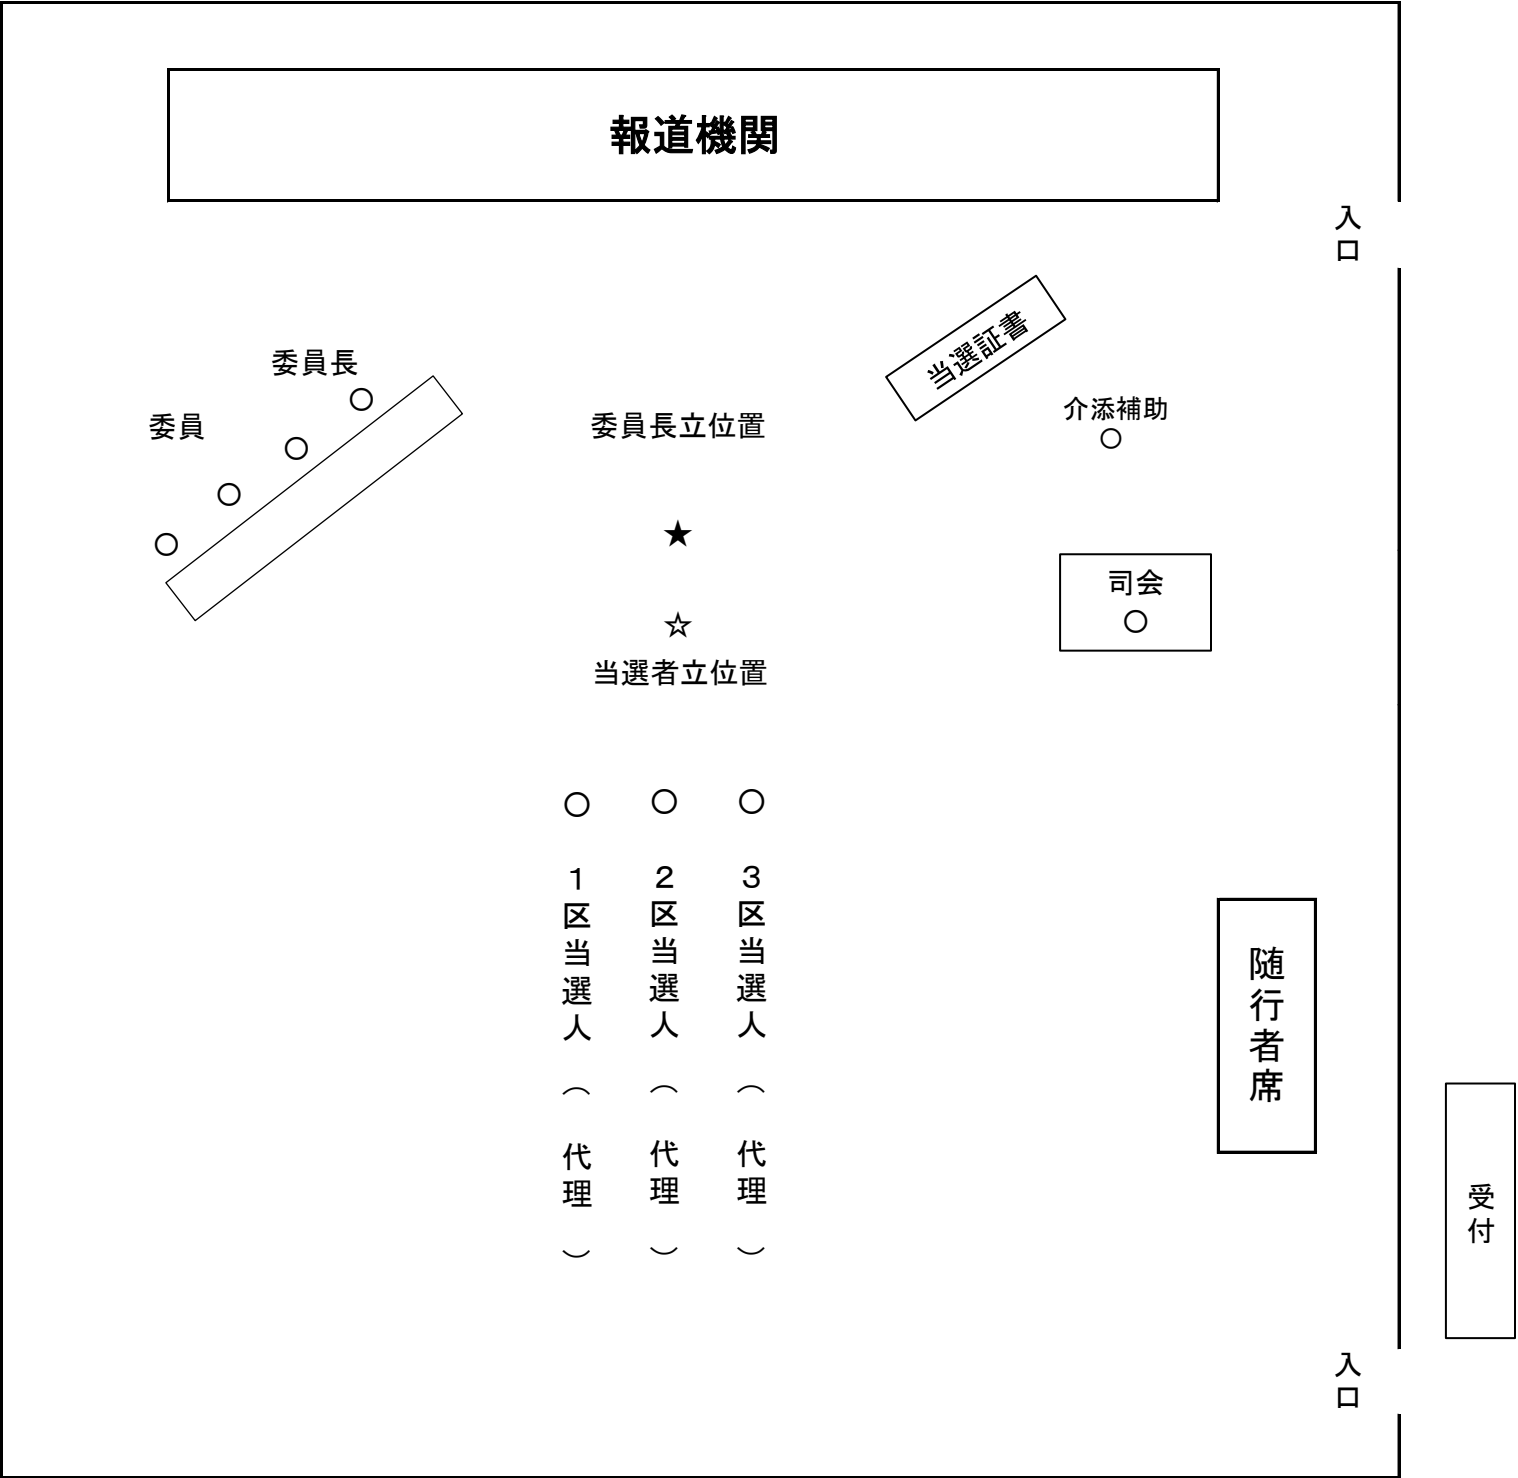 報道機関
入口
当選証書
委員長
介添補助
委員
委員長立位置
★
司会
☆
当選者立位置
１区当選人（代理）
２区当選人（代理）
３区当選人（代理）
随行者席
受付
入口